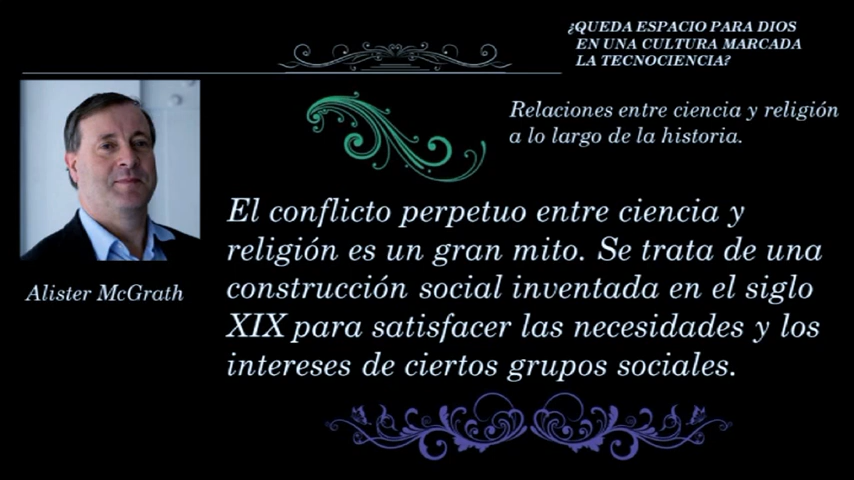 ¿QUEDA ESPACIO PARA DIOS
EN UNA CULTURA MARCADA
LA TECNOCIENCIA?
Relaciones entre ciencia y religión
a lo largo de la historia.
El conflicto perpetuo entre ciencia y
religión es un gran mito. Se trata de una
construcción social inventada en el siglo
XIX para satisfacer las necesidades y los
intereses de ciertos grupos sociales.
Alister McGrath